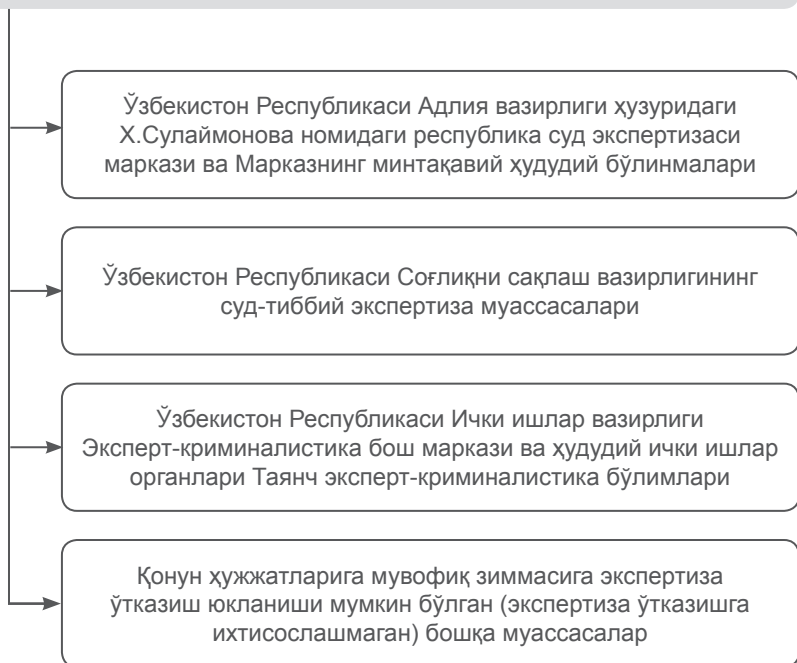 Ўзбекистон Республикаси Адлия вазирлиги ҳузуридаги
Х.Сулаймонова номидаги республика суд экспертизаси
маркази ва Марказнинг минтақавий ҳудудий бўлинмалари
Ўзбекистон Республикаси Соғлиқни сақлаш вазирлигининг
суд-тиббий экспертиза муассасалари
Ўзбекистон Республикаси Ички ишлар вазирлиги
Эксперт-криминалистика бош маркази ва ҳудудий ички ишлар
органлари Таянч эксперт-криминалистика бўлимлари
Қонун ҳужжатларига мувофиқ зиммасига экспертиза
ўтказиш юкланиши мумкин бўлган (экспертиза ўтказишга
ихтисослашмаган) бошқа муассасалар